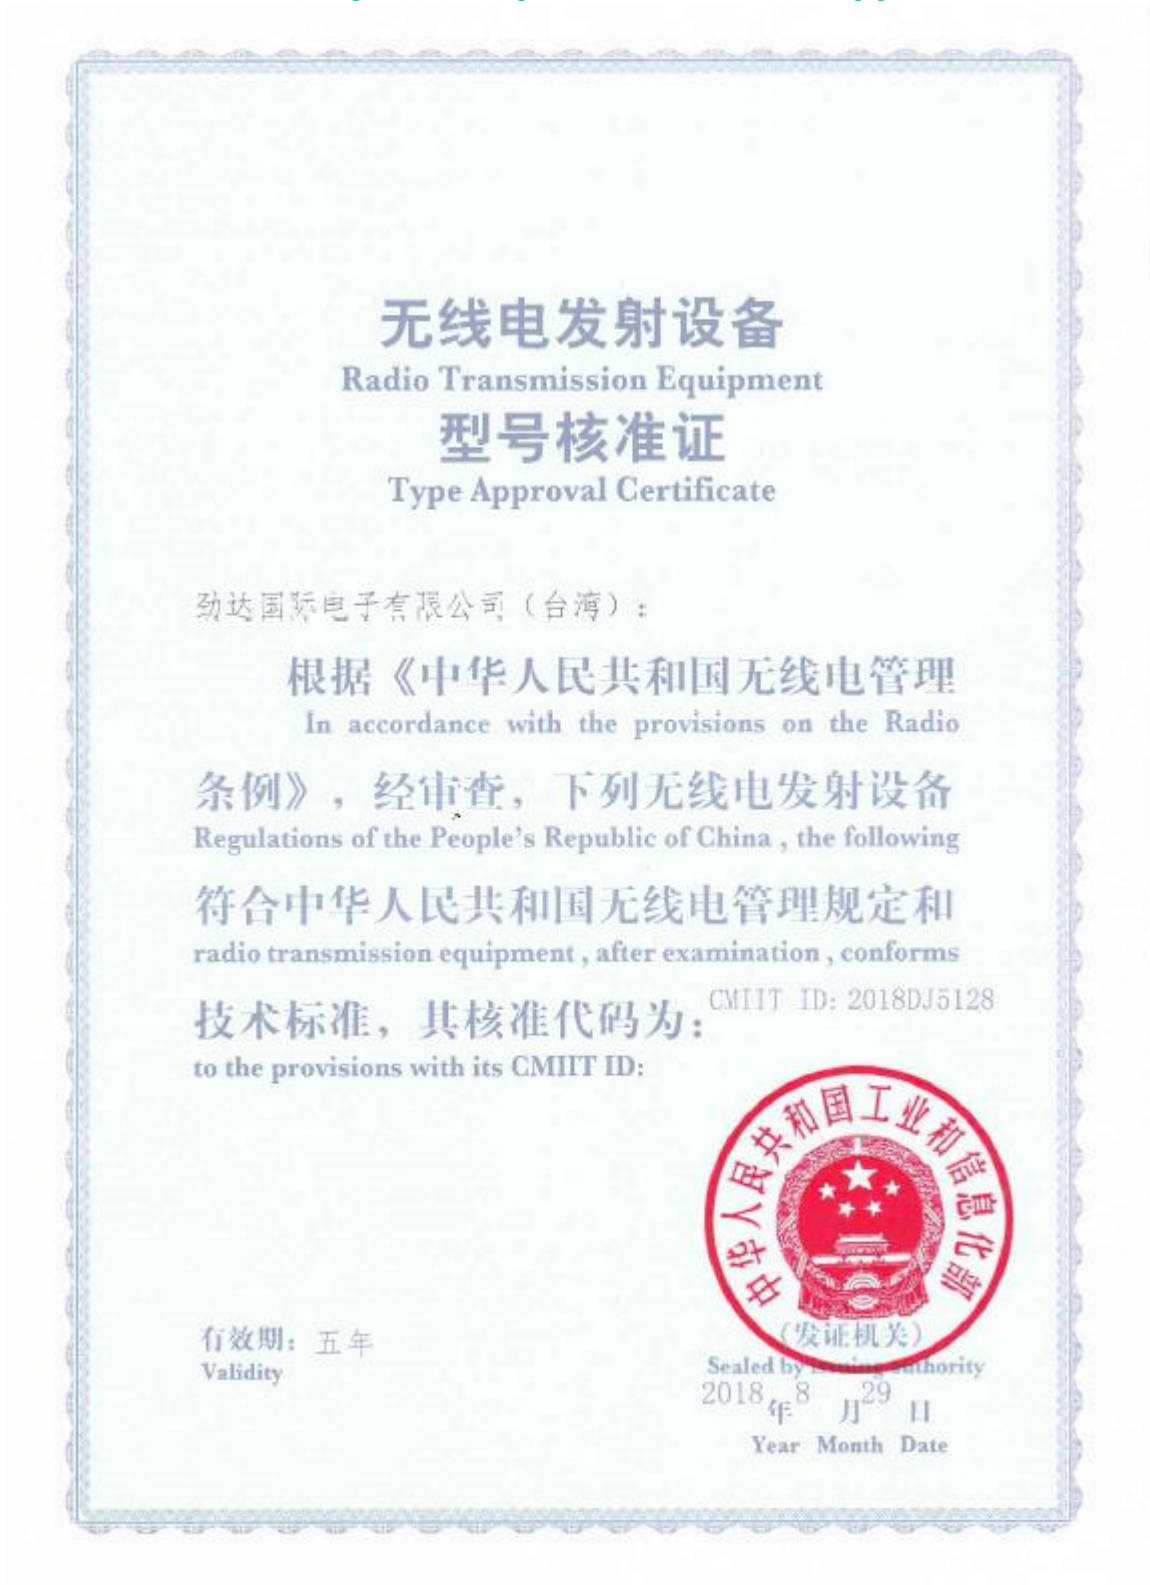 无线电发射设备
Radio Transmission Equipment
型号核准证
Type Approval Certificate
劲达国际电子有限公司（台湾）:
根据《中华人民共和国无线电管理
In accordance with the provisions on the Radio
条例》，经审查，下列无线电发射设备
Regulations of the People's Republic of China , the following
符合中华人民共和国无线电管理规定和
radio transmission equipment , after examination , conforms
CMIIT ID: 2018DJ5128
技术标准，其核准代码为:
to the provisions with its CMIIT ID:
中华人民共和国工业和信息化部
有效期: 五年
(发证机关)
Validity
Sealed by issuing authority
2018年8月29日
Year Month Date